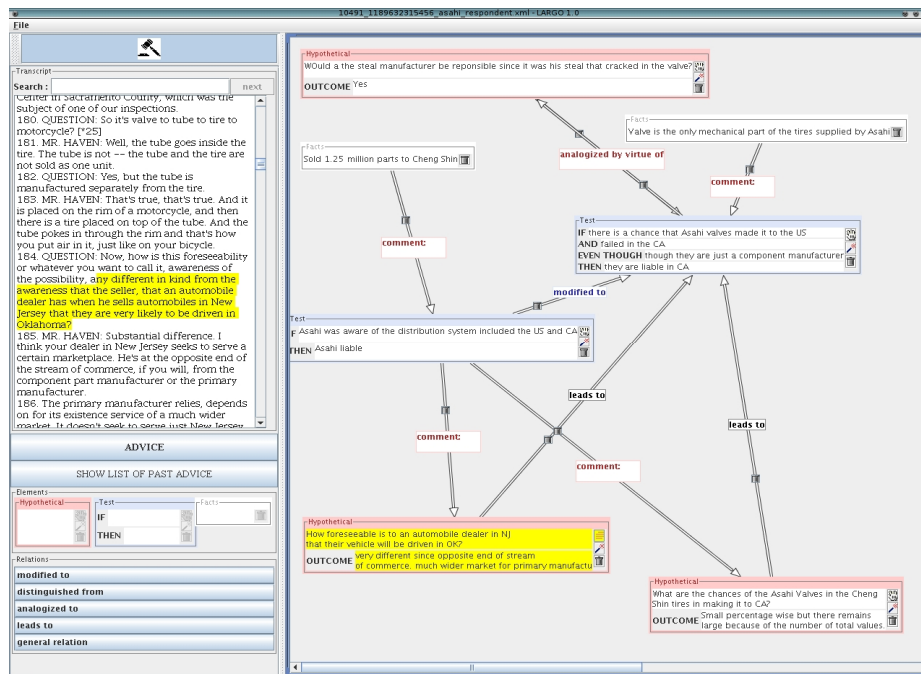 10491_1189632315456_asahi_respondent.xml - LARGO 1.0
File
Transcript
Search :
next
Center in Sacramento County, which was the
subject of one of our inspections.
180. QUESTION: So it's valve to tube to tire to
motorcycle? [*25]
181. MR. HAVEN: Well, the tube goes inside the
tire. The tube is not -- the tube and the tire are
not sold as one unit.
182. QUESTION: Yes, but the tube is
manufactured separately from the tire.
183. MR. HAVEN: That's true, that's true. And it
is placed on the rim of a motorcycle, and then
there is a tire placed on top of the tube. And the
tube pokes in through the rim and that's how
you put air in it, just like on your bicycle.
184. QUESTION: Now, how is this foreseeability
or whatever you want to call it, awareness of
the possibility, any different in kind from the
awareness that the seller, that an automobile
dealer has when he sells automobiles in New
Jersey that they are very likely to be driven in
Oklahoma?
185. MR. HAVEN: Substantial difference. I
think your dealer in New Jersey seeks to serve a
certain marketplace. He's at the opposite end of
the stream of commerce, if you will, from the
component part manufacturer or the primary
manufacturer.
186. The primary manufacturer relies, depends
on for its existence service of a much wider
market. It doesn't seek to serve just New Jersey
ADVICE
SHOW LIST OF PAST ADVICE
Elements
Hypothetical
Test
IF
THEN
Facts
Relations
modified to
distinguished from
analogized to
leads to
general relation
Hypothetical
WOuld a the steal manufacturer be reponsible since it was his steal that cracked in the valve?
OUTCOME Yes
Facts
Valve is the only mechanical part of the tires supplied by Asahi
Facts
Sold 1.25 million parts to Cheng Shin
analogized by virtue of
comment:
comment:
Test
IF there is a chance that Asahi valves made it to the US
AND failed in the CA
EVEN THOUGH though they are just a component manufacturer
THEN they are liable in CA
modified to
Test
F Asahi was aware of the distribution system included the US and CA
THEN Asahi liable
leads to
leads to
comment:
comment:
Hypothetical
How foreseeable is to an automobile dealer in NJ
that their vehicle will be driven in OK?
OUTCOME very different since opposite end of stream
of commerce. much wider market for primary manufactu
Hypothetical
What are the chances of the Asahi Valves in the Cheng
Shin tires in making it to CA?
OUTCOME Small percentage wise but there remains
large because of the number of total values.